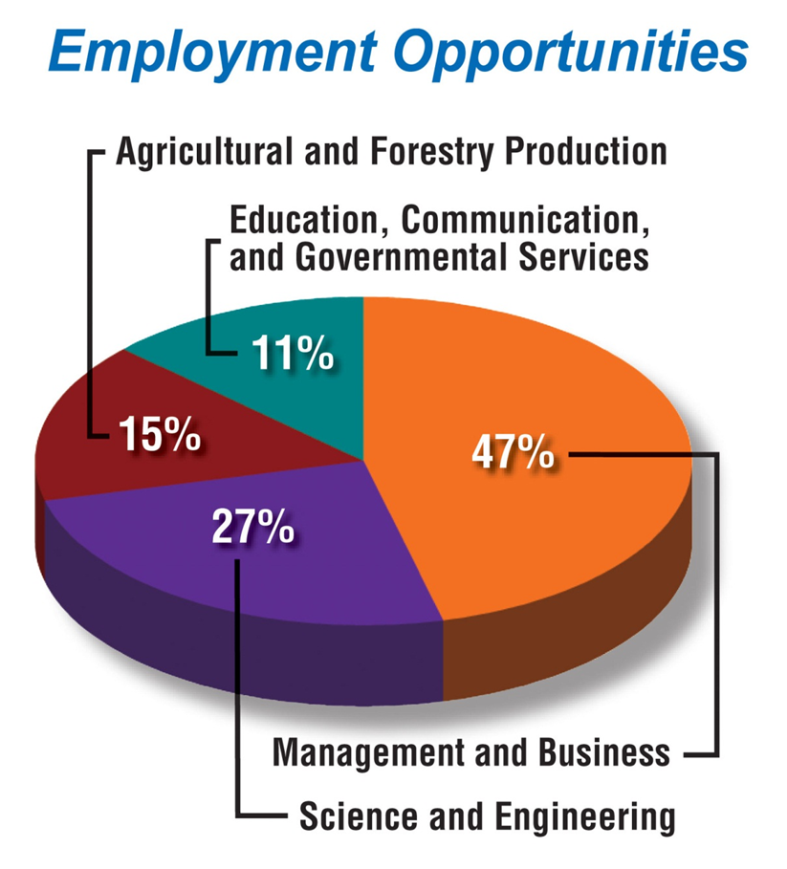 Employment Opportunities
Agricultural and Forestry Production
Education, Communication,
and Governmental Services
11%
15%
47%
27%
Management and Business
Science and Engineering